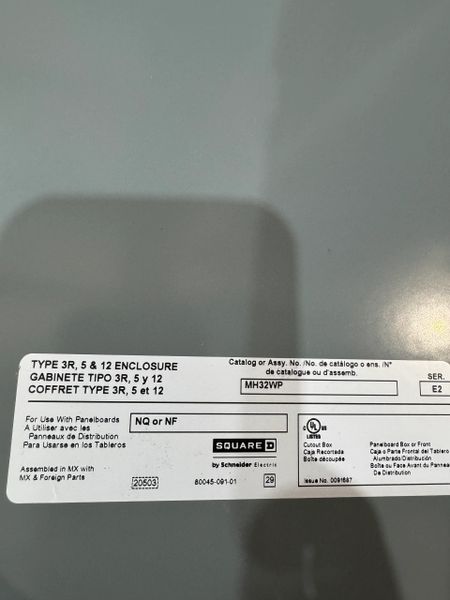 TYPE 3R, 5 & 12 ENCLOSURE
GABINETE TIPO 3R, 5 y 12
COFFRET TYPE 3R, 5 et 12
Catalog or Assy. No./No. de catálogo o ens. /N°
de catalogue ou d'assemb.
MH32WP
SER.
E2
For Use With Panelboards
A Utiliser avec les
Panneaux de Distribution
Para Usarse en los Tableros
NQ or NF
SQUARE D
by Schneider Electric
Assembled in MX with
MX & Foreign Parts
20503
80045-091-01
29
C UL US
LISTED
Cutout Box
Caja Recortada
Boîte découpée
Issue No. 0091687
Panelboard Box or Front
Caja o Parte Frontal del Tablero
Alumbrado/Distribución.
Boîte ou Face Avant du Panneau
De Distribution